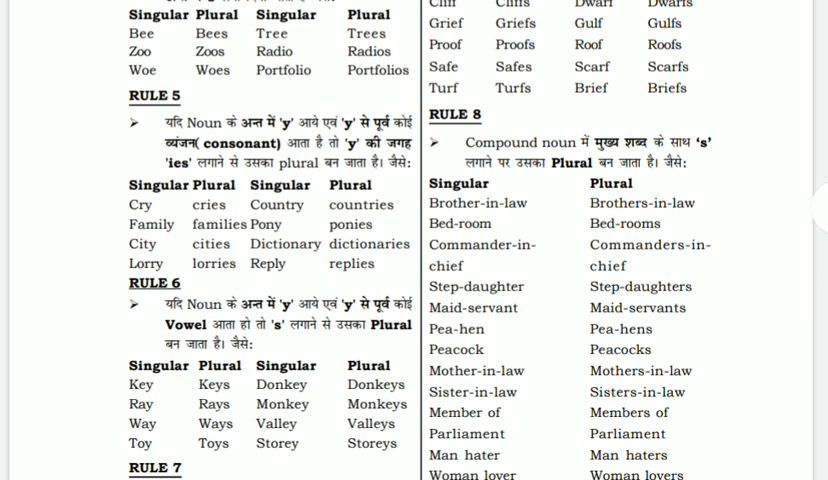 Singular Plural Singular Plural
Bee Bees Tree Trees
Zoo Zoos Radio Radios
Woe Woes Portfolio Portfolios
RULE 5
➤ यदि Noun के अन्त में 'y' आये एवं 'y' से पूर्व कोई
व्यंजन( consonant) आता है तो 'y' की जगह
'ies' लगाने से उसका plural बन जाता है। जैसे:
Singular Plural Singular Plural
Cry cries Country countries
Family families Pony ponies
City cities Dictionary dictionaries
Lorry lorries Reply replies
RULE 6
➤ यदि Noun के अन्त में 'y' आये एवं 'y' से पूर्व कोई
Vowel आता हो तो 's' लगाने से उसका Plural
बन जाता है। जैसे:
Singular Plural Singular Plural
Key Keys Donkey Donkeys
Ray Rays Monkey Monkeys
Way Ways Valley Valleys
Toy Toys Storey Storeys
RULE 7
Cliff Cliffs Dwarf Dwarfs
Grief Griefs Gulf Gulfs
Proof Proofs Roof Roofs
Safe Safes Scarf Scarfs
Turf Turfs Brief Briefs
RULE 8
➤ Compound noun में मुख्य शब्द के साथ ‘s’
लगाने पर उसका Plural बन जाता है। जैसे:
Singular Plural
Brother-in-law Brothers-in-law
Bed-room Bed-rooms
Commander-in- Commanders-in-
chief chief
Step-daughter Step-daughters
Maid-servant Maid-servants
Pea-hen Pea-hens
Peacock Peacocks
Mother-in-law Mothers-in-law
Sister-in-law Sisters-in-law
Member of Members of
Parliament Parliament
Man hater Man haters
Woman lover Woman lovers